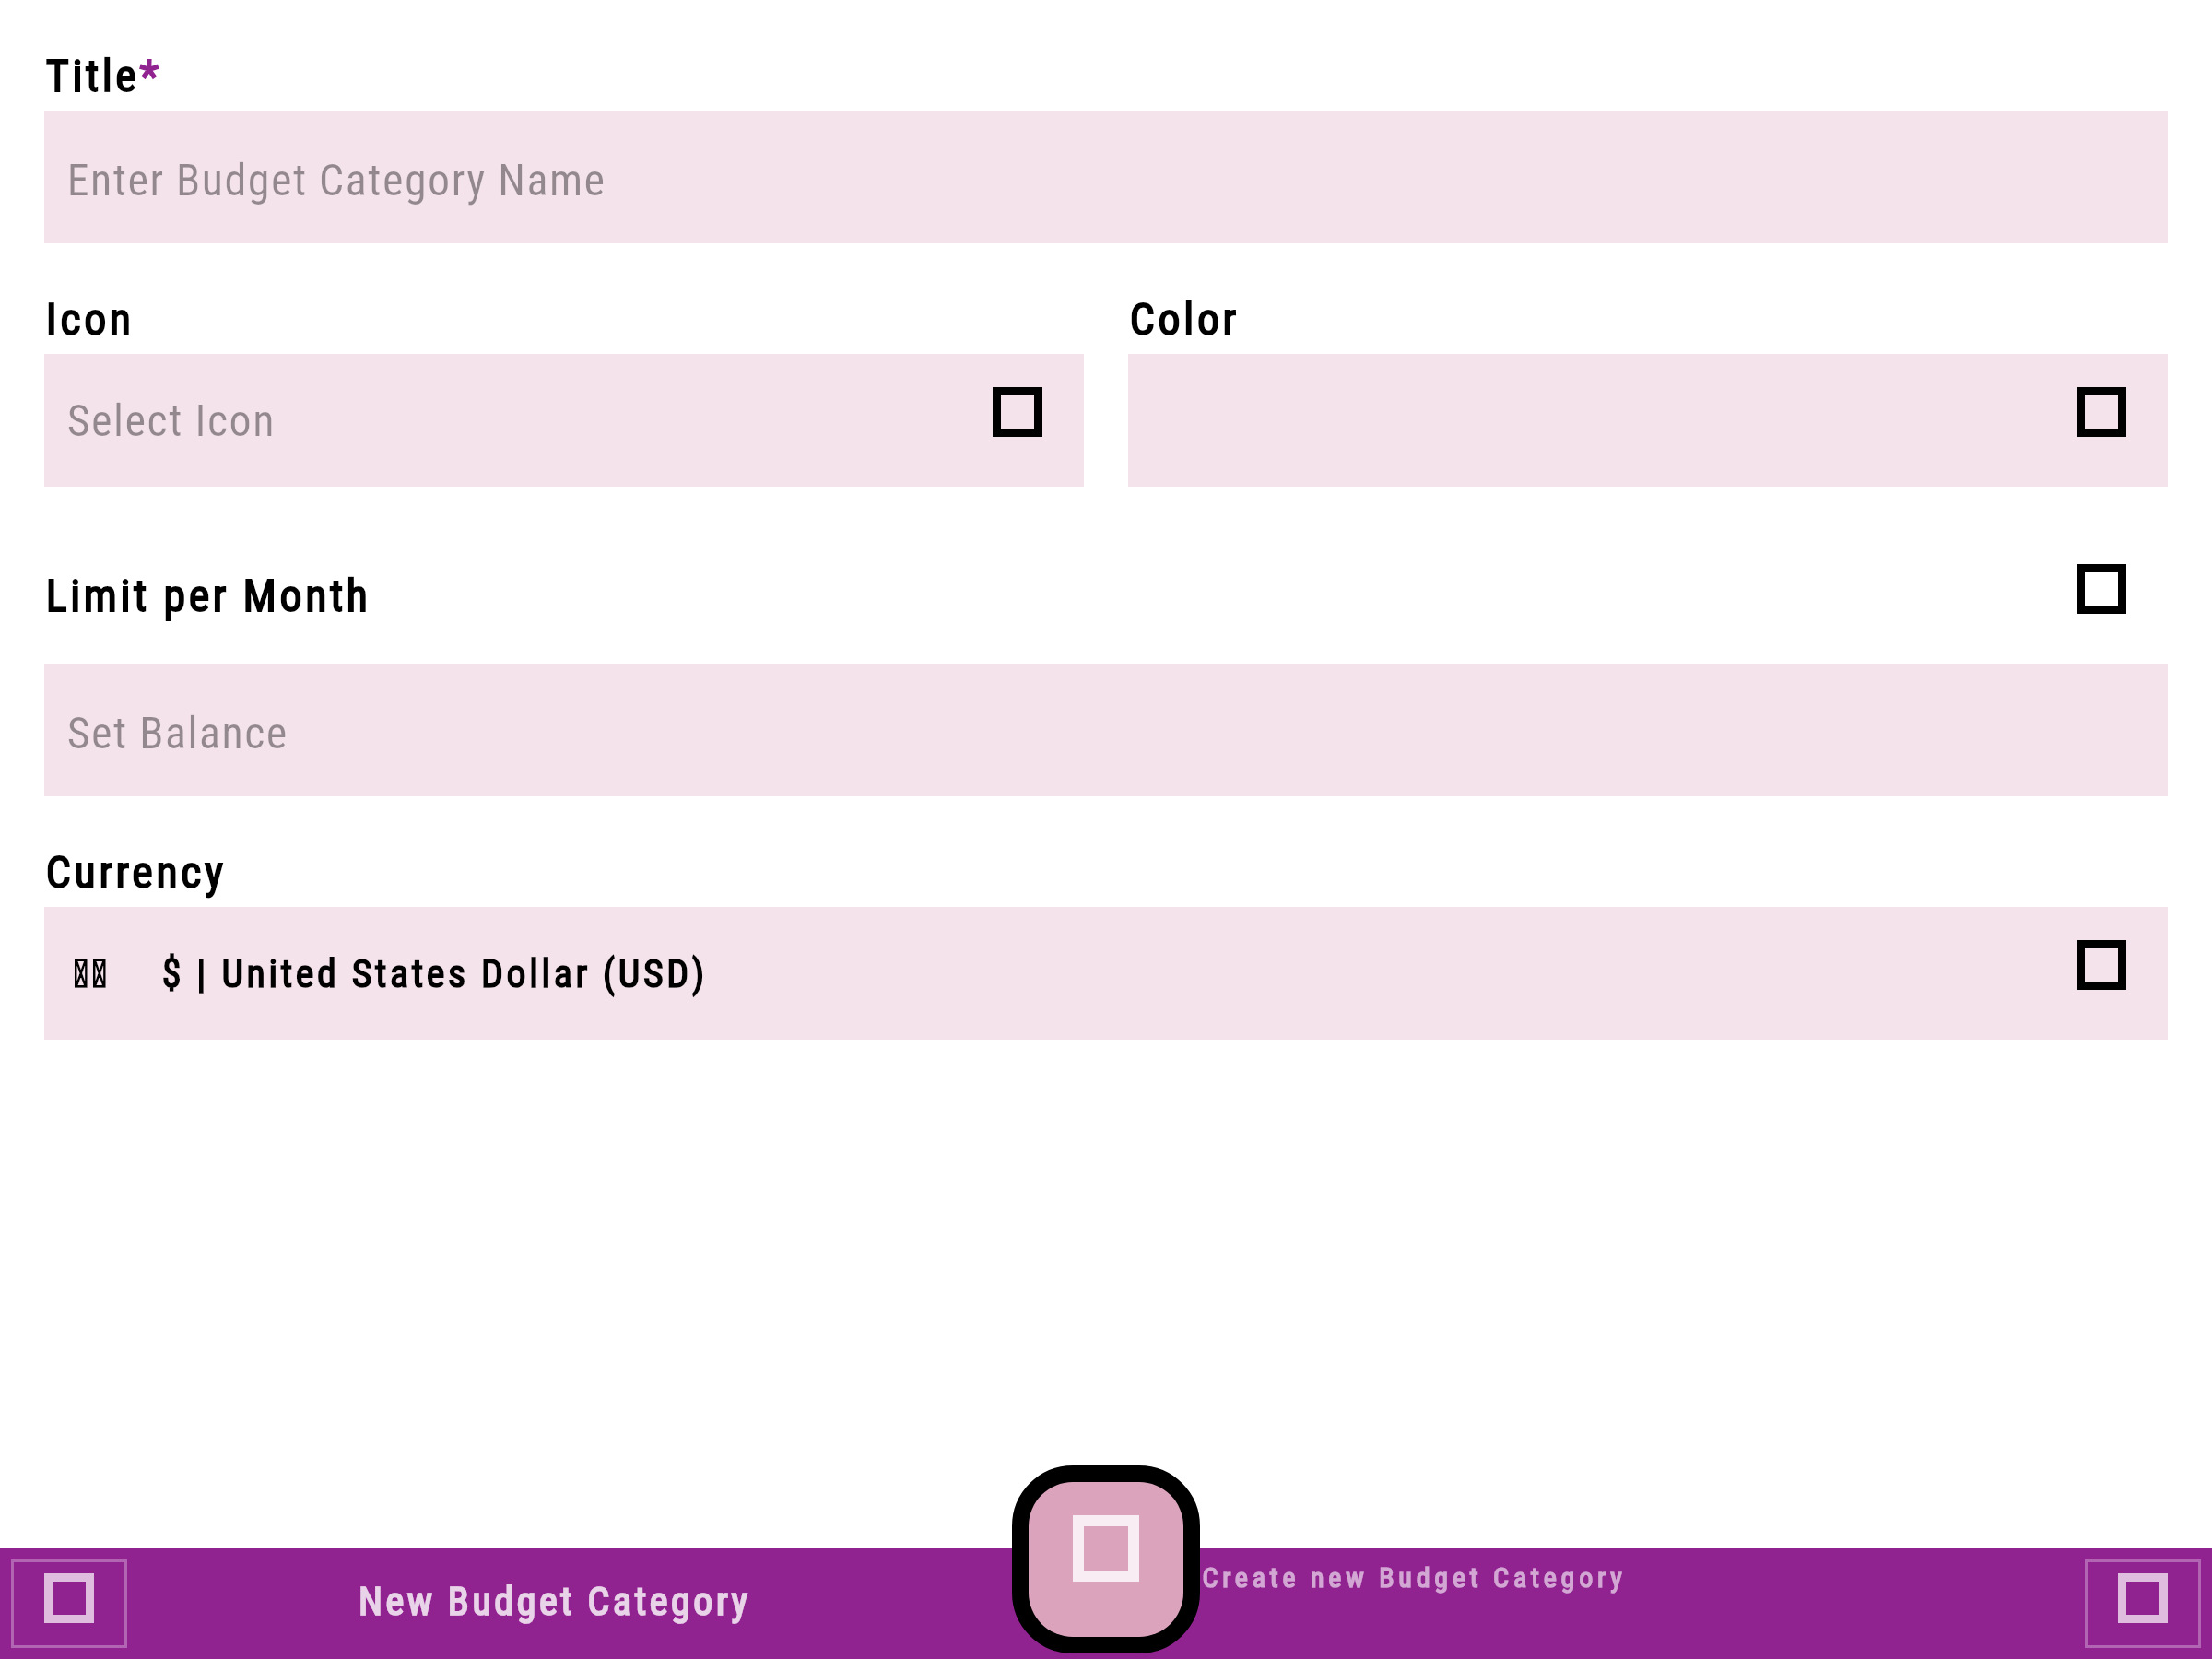 Title*
Enter Budget Category Name
Icon
Color
Select Icon
Limit per Month
Set Balance
Currency
$ | United States Dollar (USD)
New Budget Category
Create new Budget Category